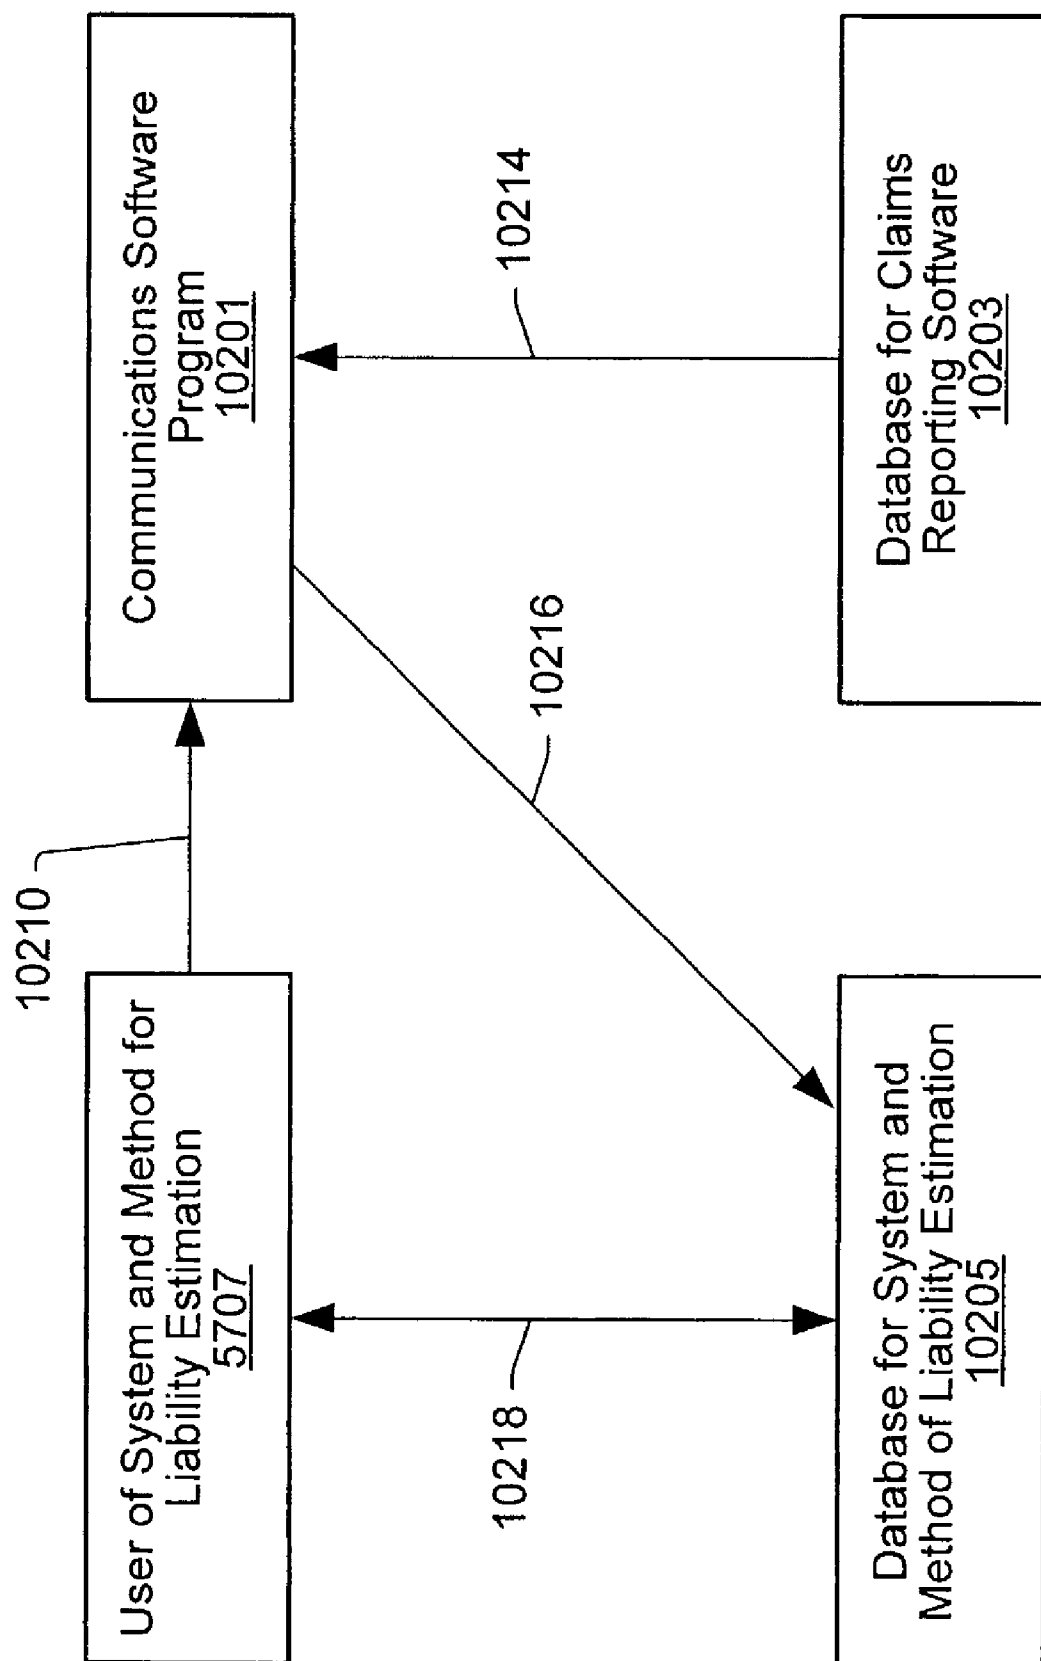 User of System and Method for
Liability Estimation
5707
10210
Communications Software
Program
10201
10218
10216
10214
Database for System and
Method of Liability Estimation
10205
Database for Claims
Reporting Software
10203